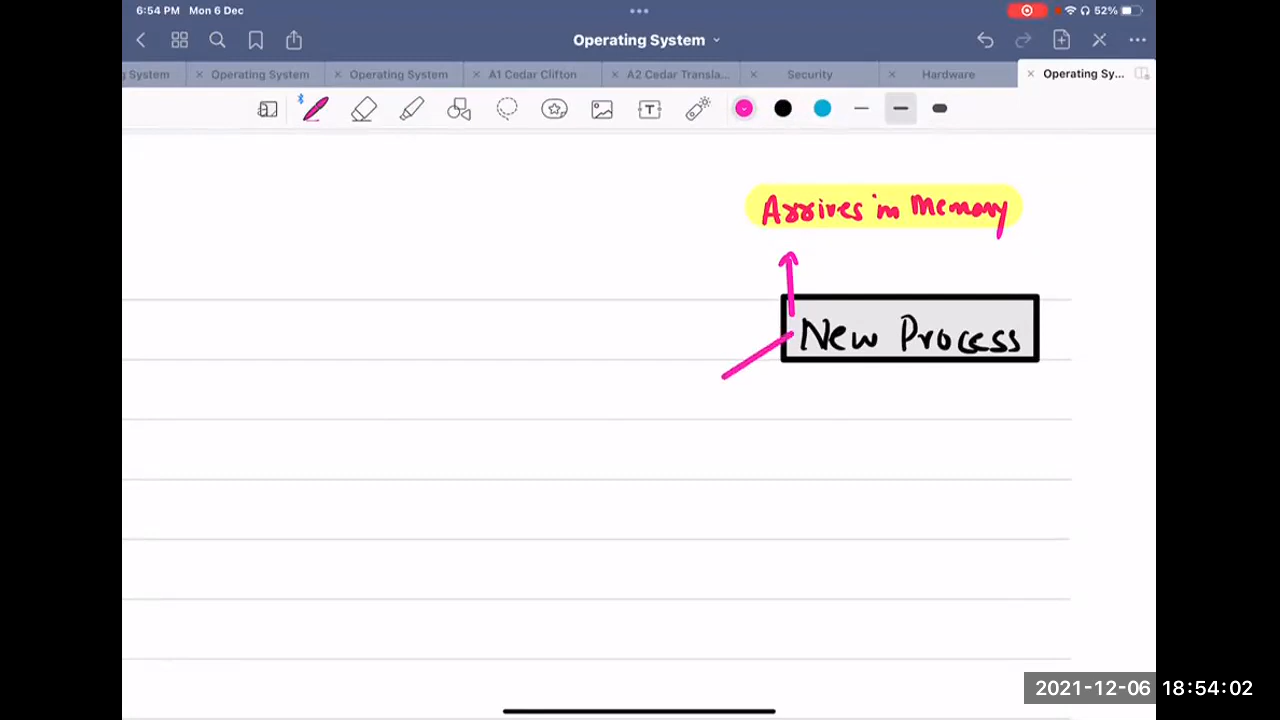 6:54 PM Mon 6 Dec
52%
Operating System
g System
Operating System
Operating System
A1 Cedar Clifton
A2 Cedar Transla...
Security
Hardware
Operating Sy...
T
Arrives in Memory
New Process
2021-12-06 18:54:02